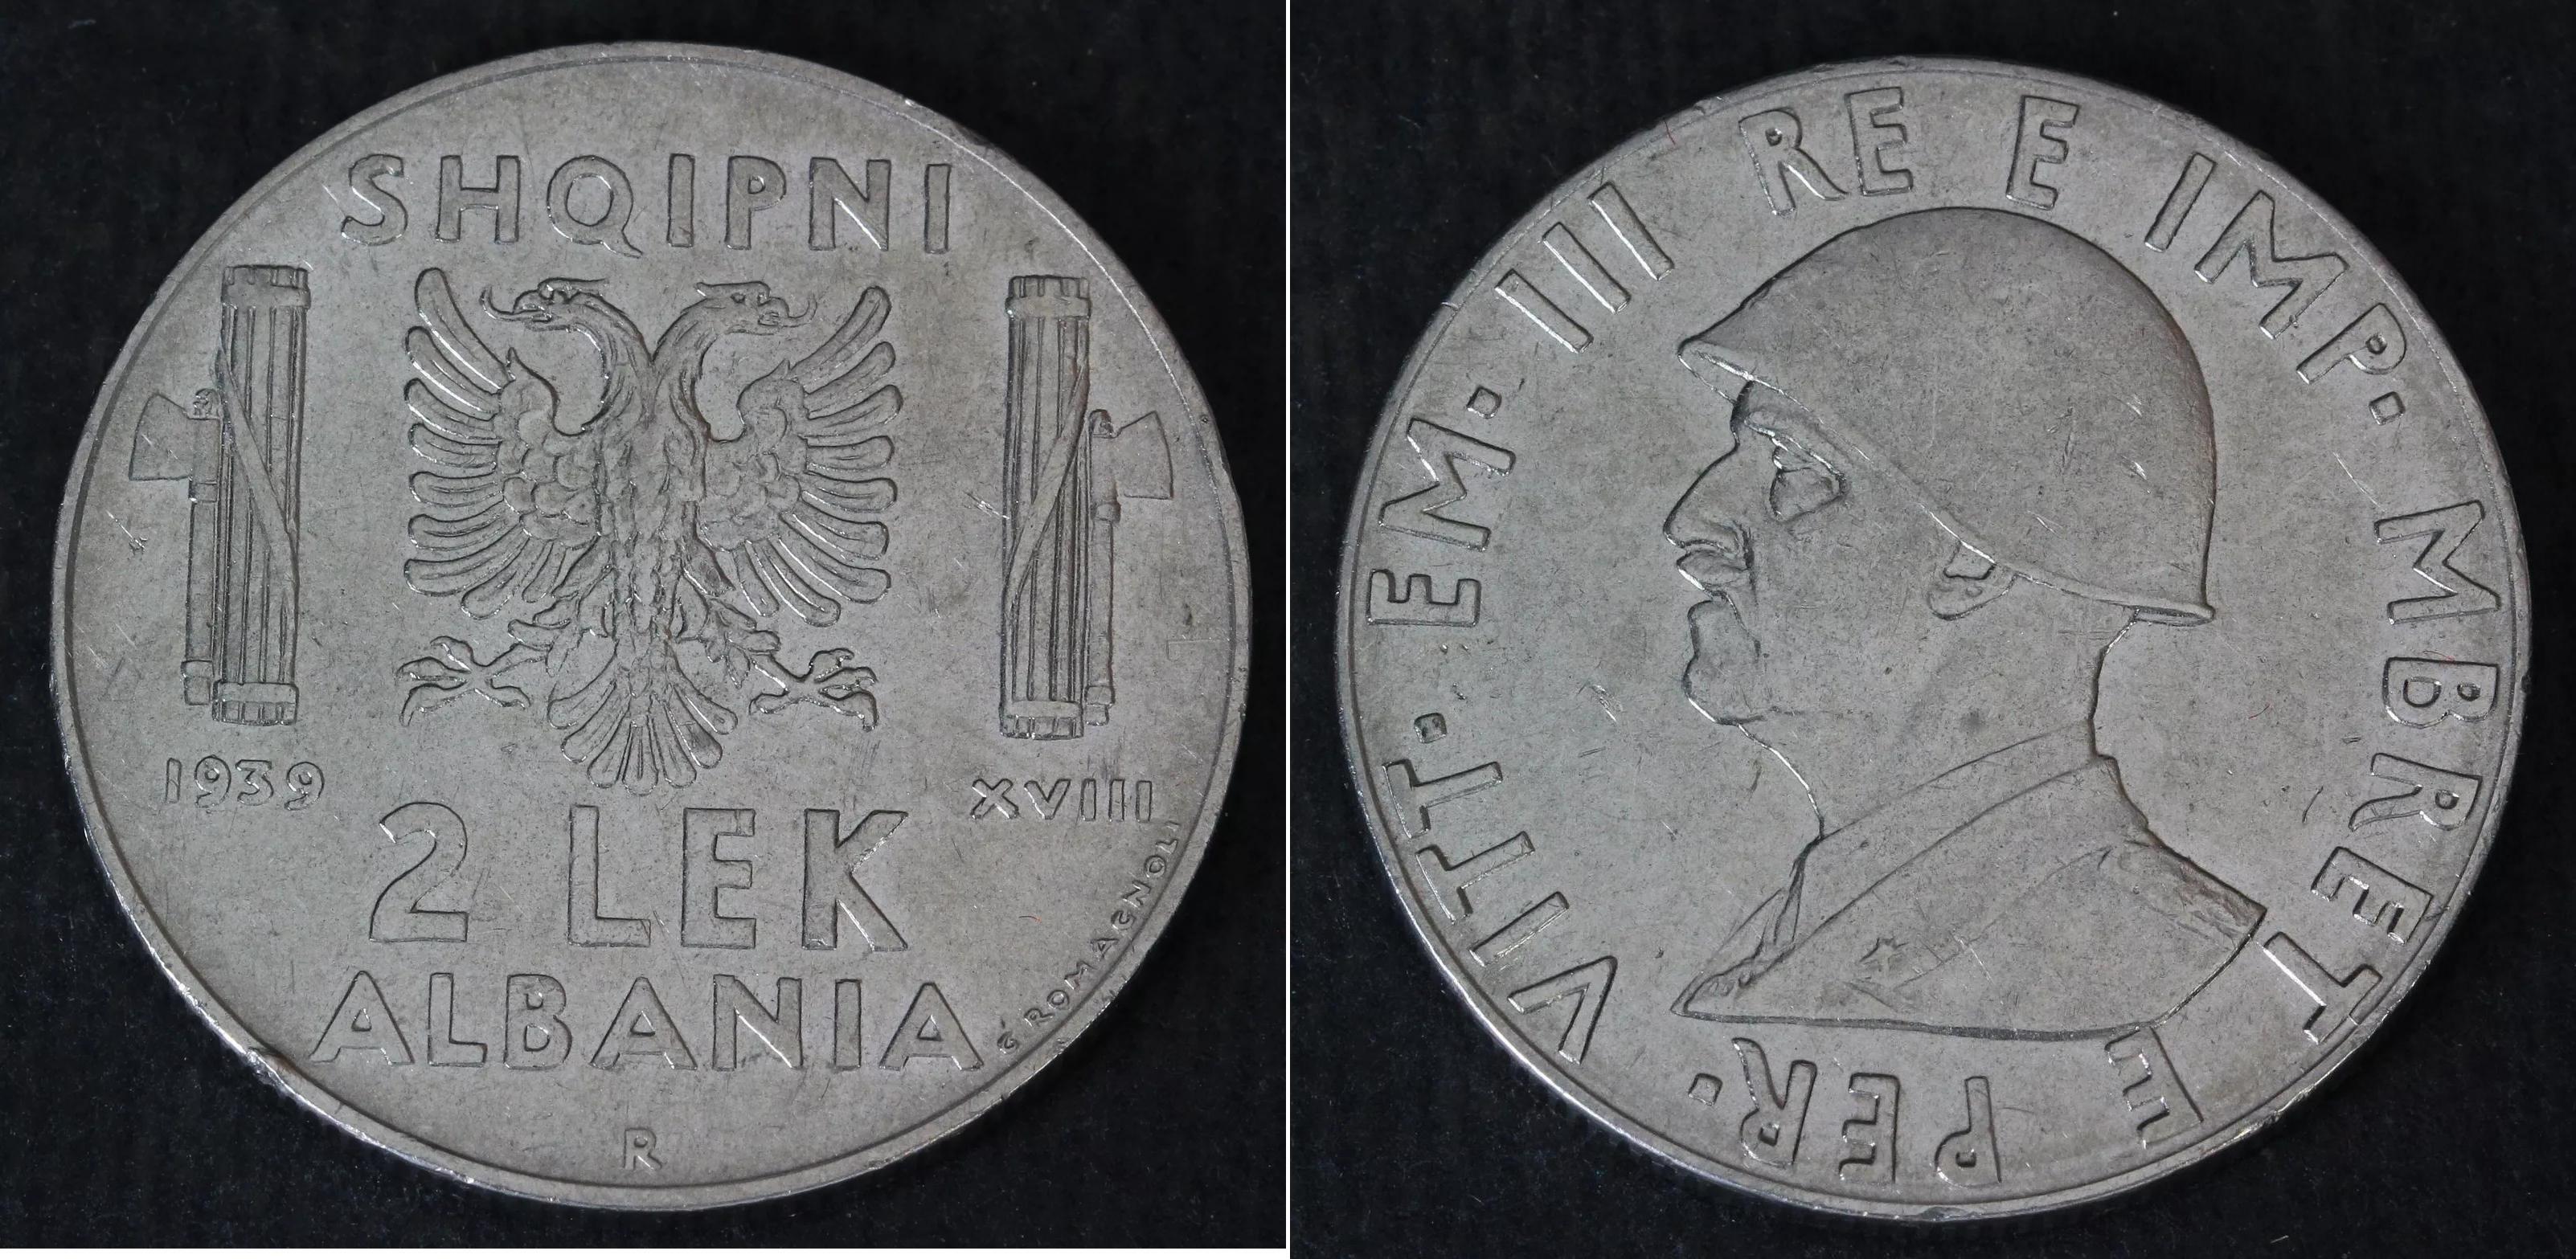 SHQIPNI
1939
XVIII
2 LEK
ALBANIA
G ROMAGNOLI
R
VITT. EM. III RE E IMP. MBRET E PER.